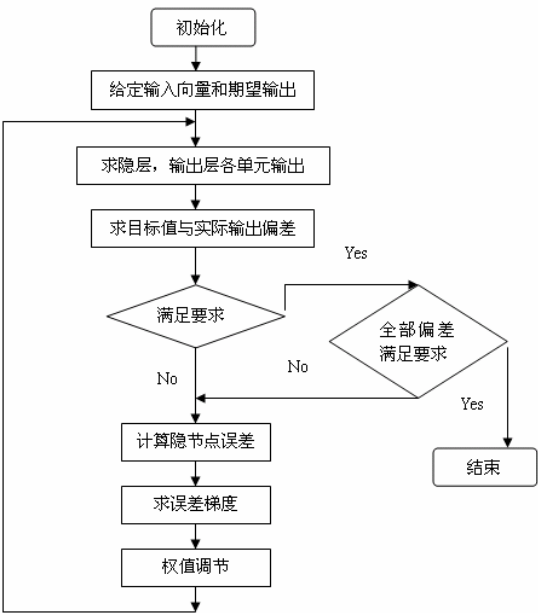 初始化
给定输入向量和期望输出
求隐层，输出层各单元输出
求目标值与实际输出偏差
Yes
满足要求
全部偏差
满足要求
No
No
Yes
计算隐节点误差
结束
求误差梯度
权值调节